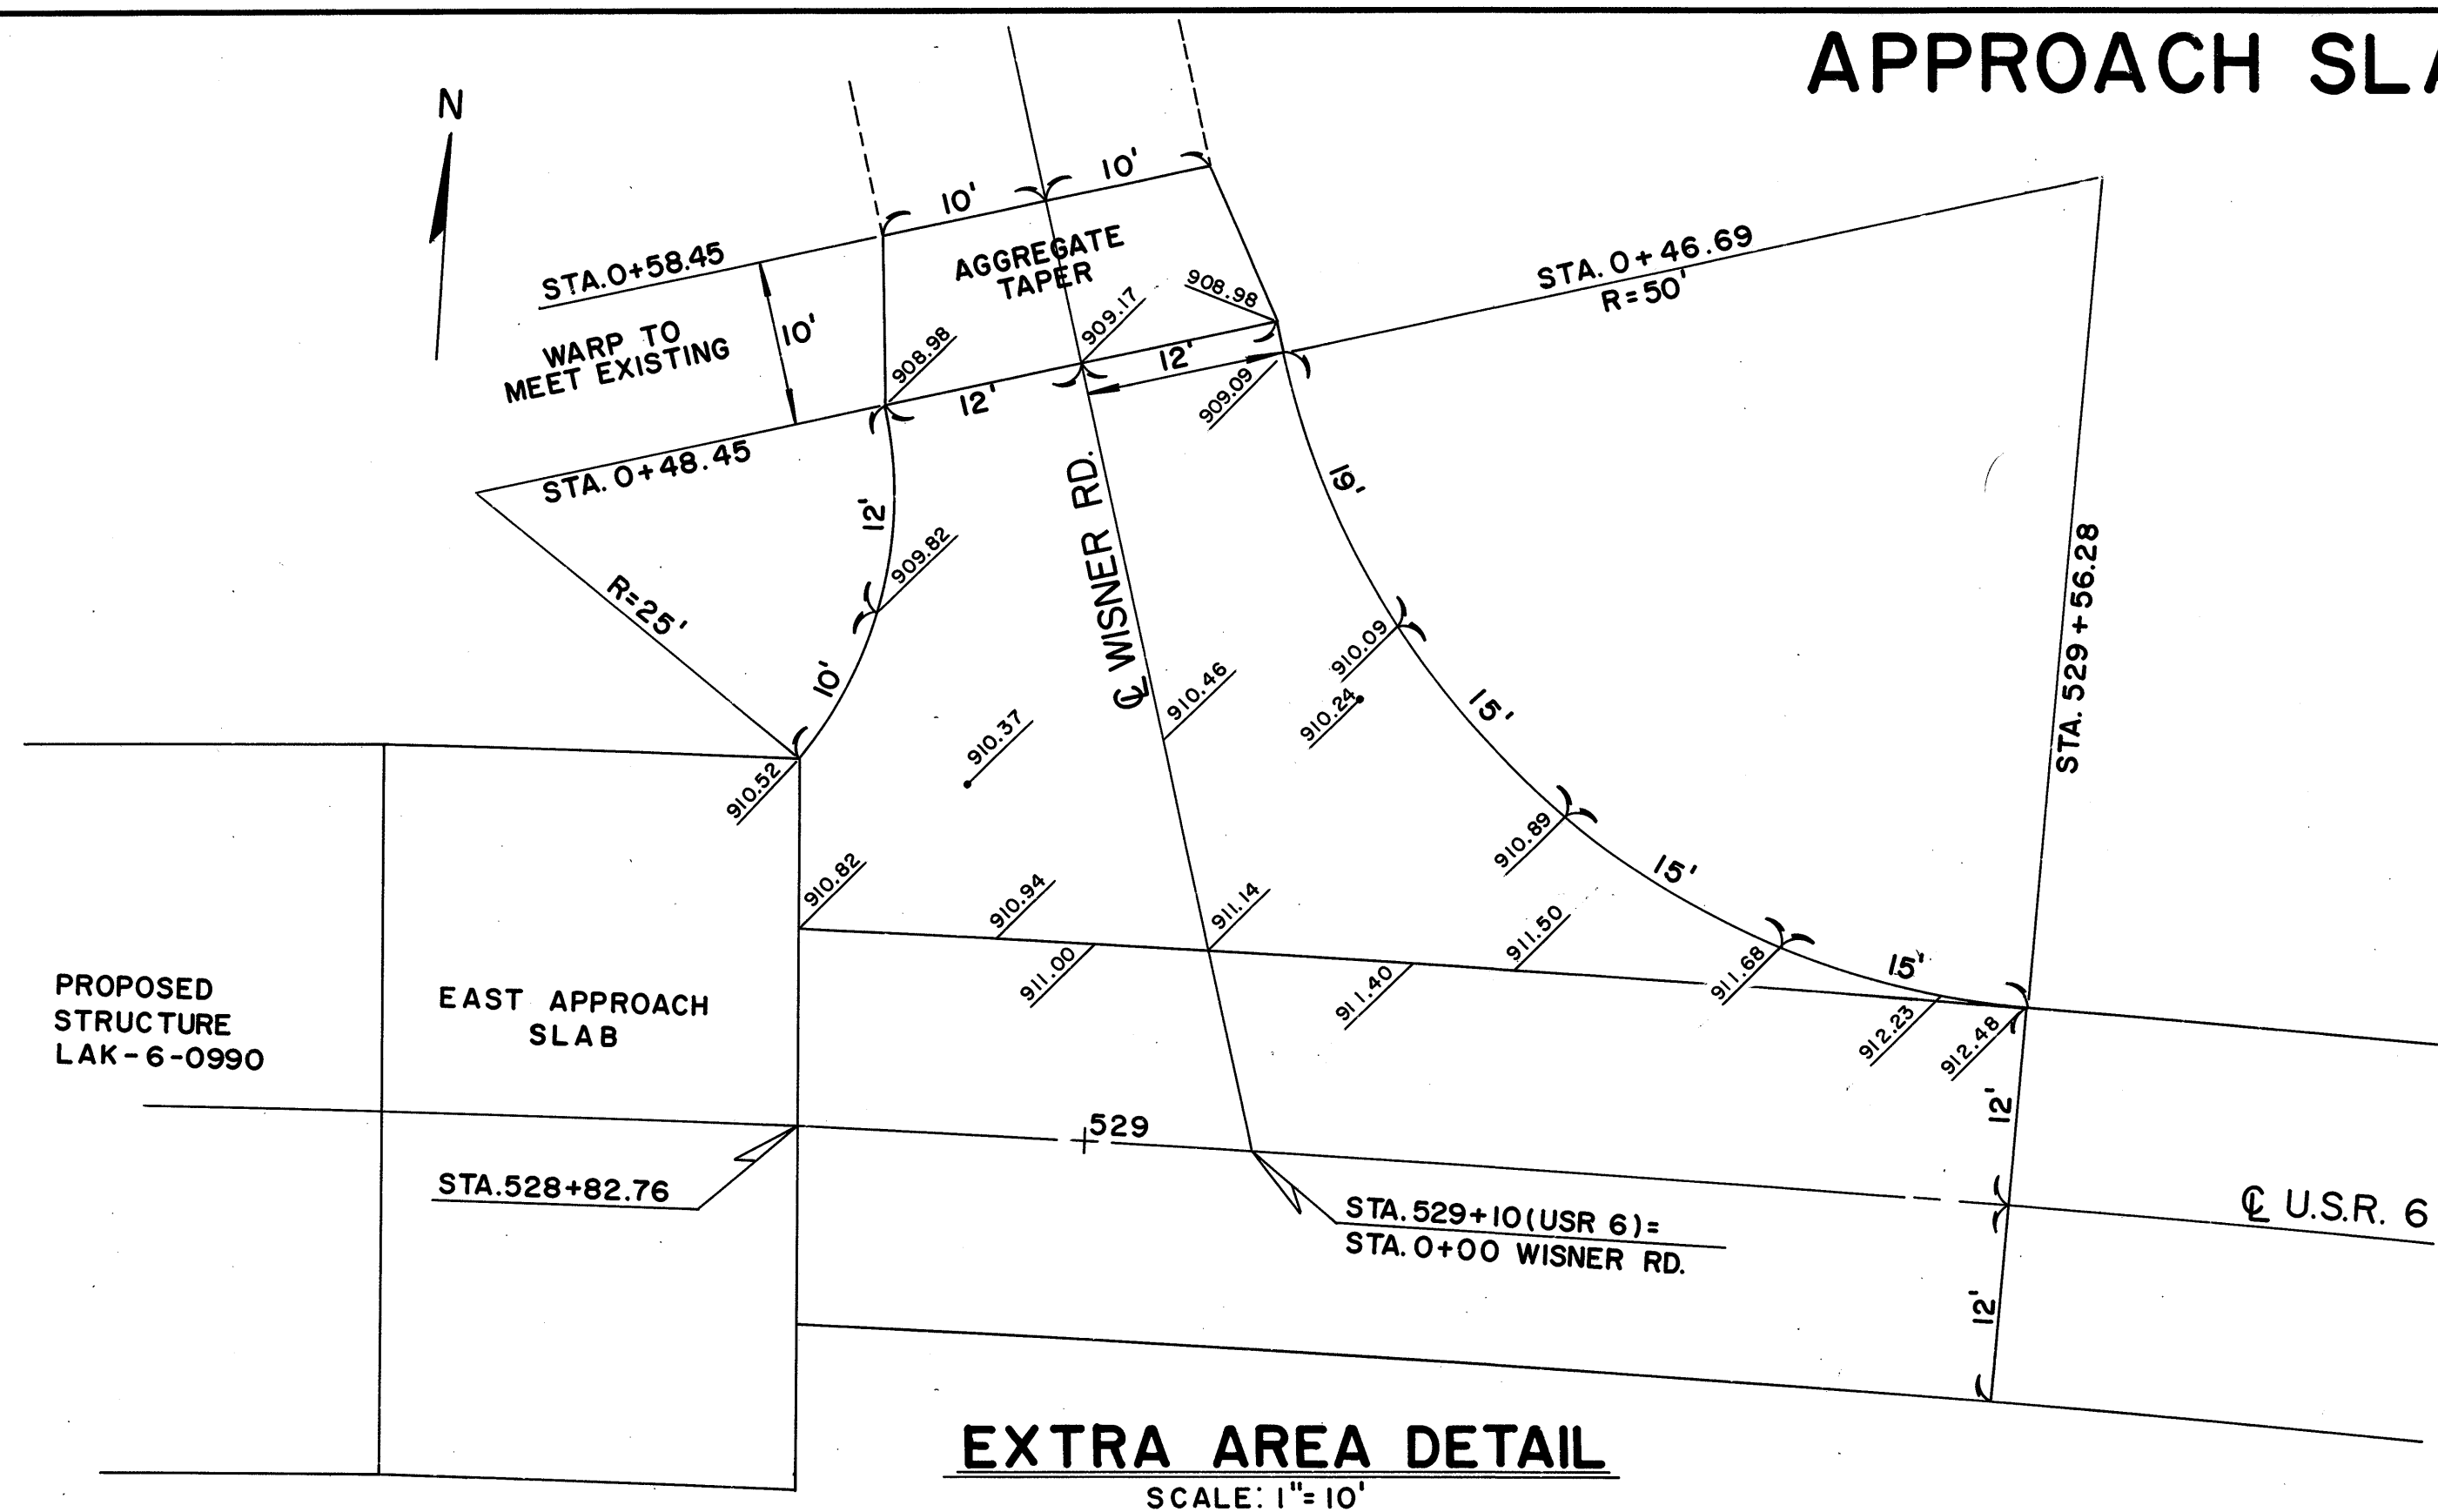 APPROACH SLA
N
10'
10'
STA. 0+58.45
AGGREGATE
TAPER
STA. 0+46.69
R=50'
908.98
909.17
WARP TO
MEET EXISTING
10'
908.98
12'
12'
909.09
STA. 0+48.45
12'
19'
℄ WISNER RD.
909.82
R=25'
10'
910.09
910.46
910.24
15'
STA. 529+56.28
910.37
910.52
910.89
15'
910.82
910.94
911.14
911.50
911.00
911.40
911.68
15'
912.23
912.48
PROPOSED
STRUCTURE
LAK-6-0990
EAST APPROACH
SLAB
12'
529
STA. 528+82.76
STA. 529+10 (USR 6)=
STA. 0+00 WISNER RD.
℄ U.S.R. 6
12'
EXTRA AREA DETAIL
SCALE: 1"=10'